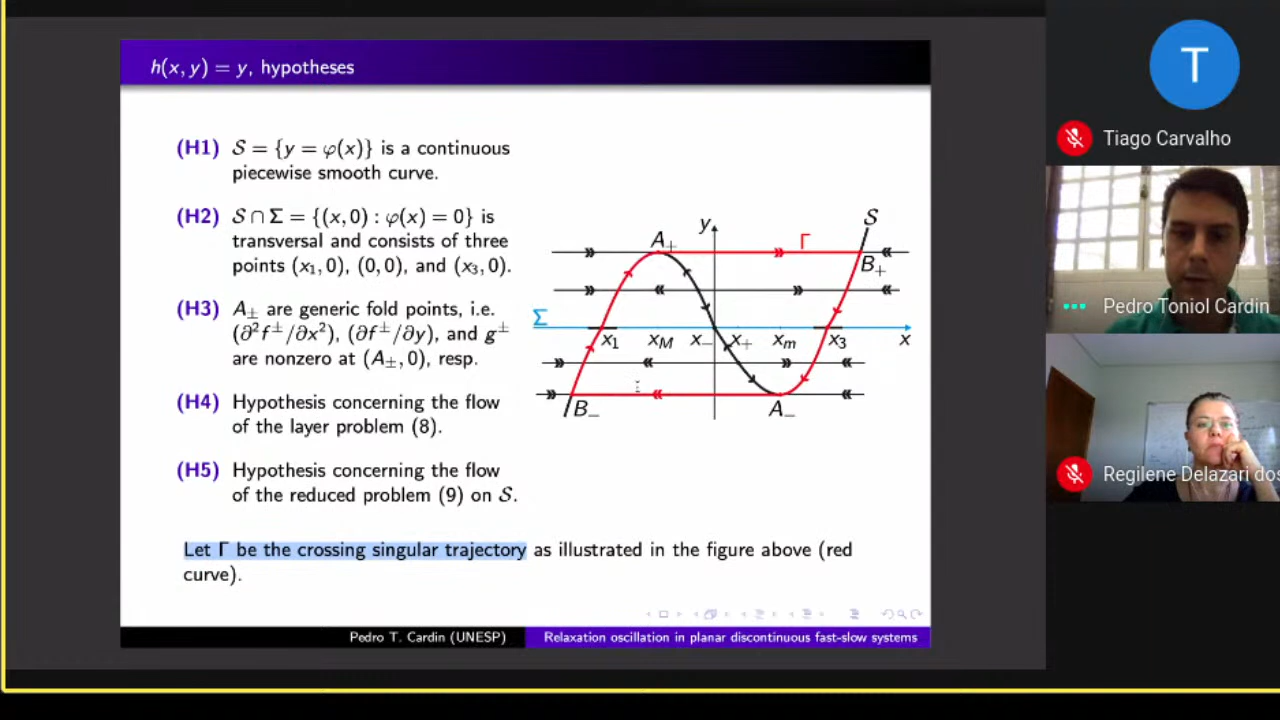 h(x, y) = y, hypotheses
(H1) 𝒮 = {y = φ(x)} is a continuous
piecewise smooth curve.
(H2) 𝒮 ∩ Σ = {(x, 0) : φ(x) = 0} is
transversal and consists of three
points (x₁, 0), (0, 0), and (x₃, 0).
(H3) A± are generic fold points, i.e.
(∂²f±/∂x²), (∂f±/∂y), and g±
are nonzero at (A±, 0), resp.
(H4) Hypothesis concerning the flow
of the layer problem (8).
(H5) Hypothesis concerning the flow
of the reduced problem (9) on 𝒮.
y 𝒮
A₊ Γ
B₊
Σ
x₁ x_M x₋ x₊ x_m x₃ x
B₋ A₋
Let Γ be the crossing singular trajectory as illustrated in the figure above (red
curve).
Pedro T. Cardin (UNESP) Relaxation oscillation in planar discontinuous fast-slow systems
T
Tiago Carvalho
Pedro Toniol Cardin
Regilene Delazari dos